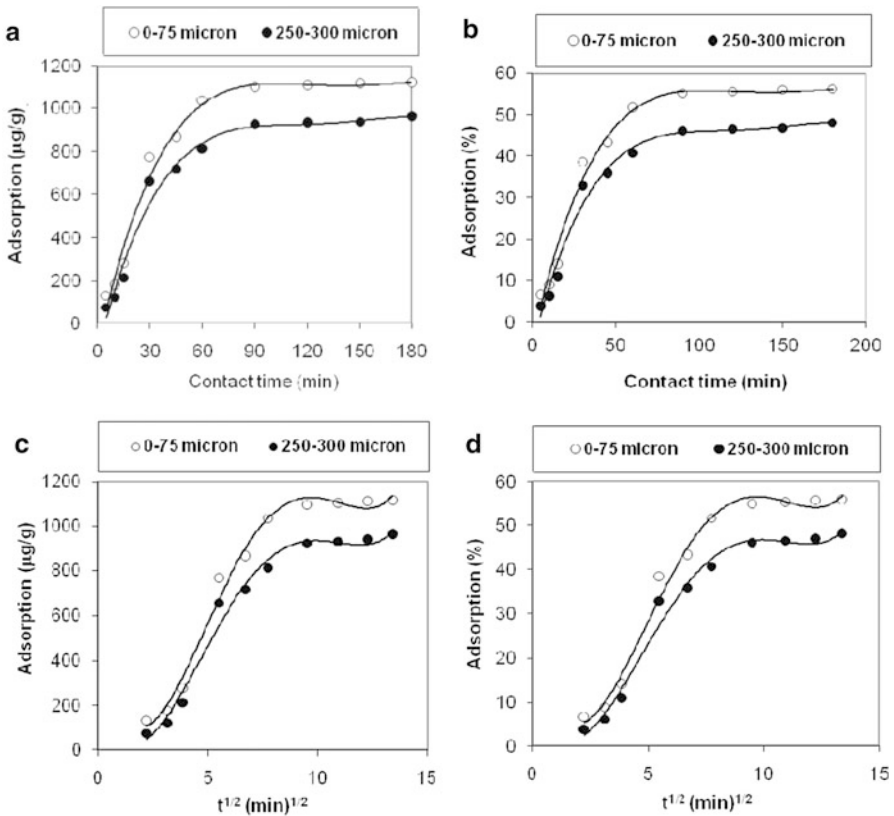 a
0-75 micron 250-300 micron
1200
1000
800
600
400
200
0
Adsorption (µg/g)
0 30 60 90 120 150 180
Contact time (min)
b
0-75 micron 250-300 micron
60
50
40
30
20
10
0
Adsorption (%)
0 50 100 150 200
Contact time (min)
c
0-75 micron 250-300 micron
1200
1000
800
600
400
200
0
Adsorption (µg/g)
0 5 10 15
t¹/² (min)¹/²
d
0-75 micron 250-300 micron
60
50
40
30
20
10
0
Adsorption (%)
0 5 10 15
t¹/² (min)¹/²